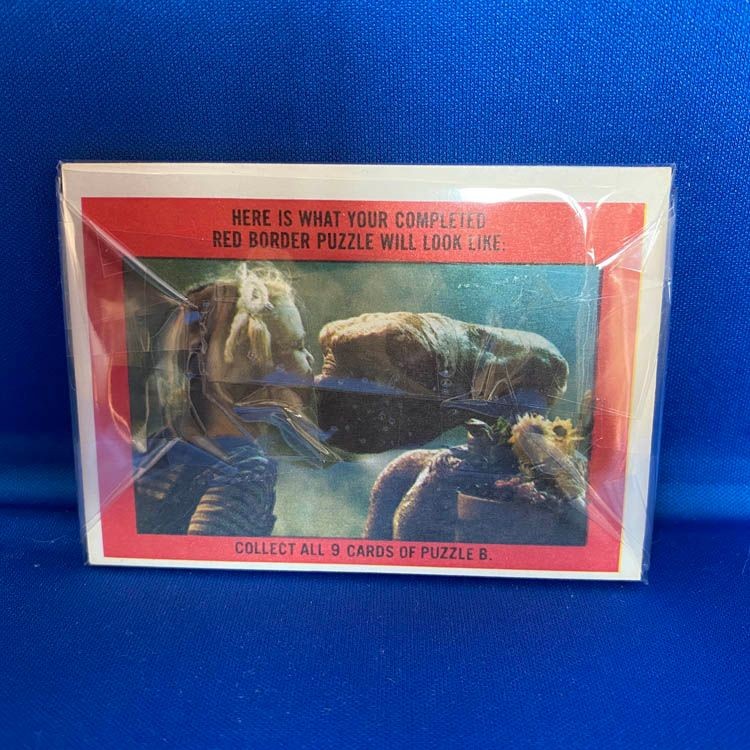 HERE IS WHAT YOUR COMPLETED
RED BORDER PUZZLE WILL LOOK LIKE:
COLLECT ALL 9 CARDS OF PUZZLE B.